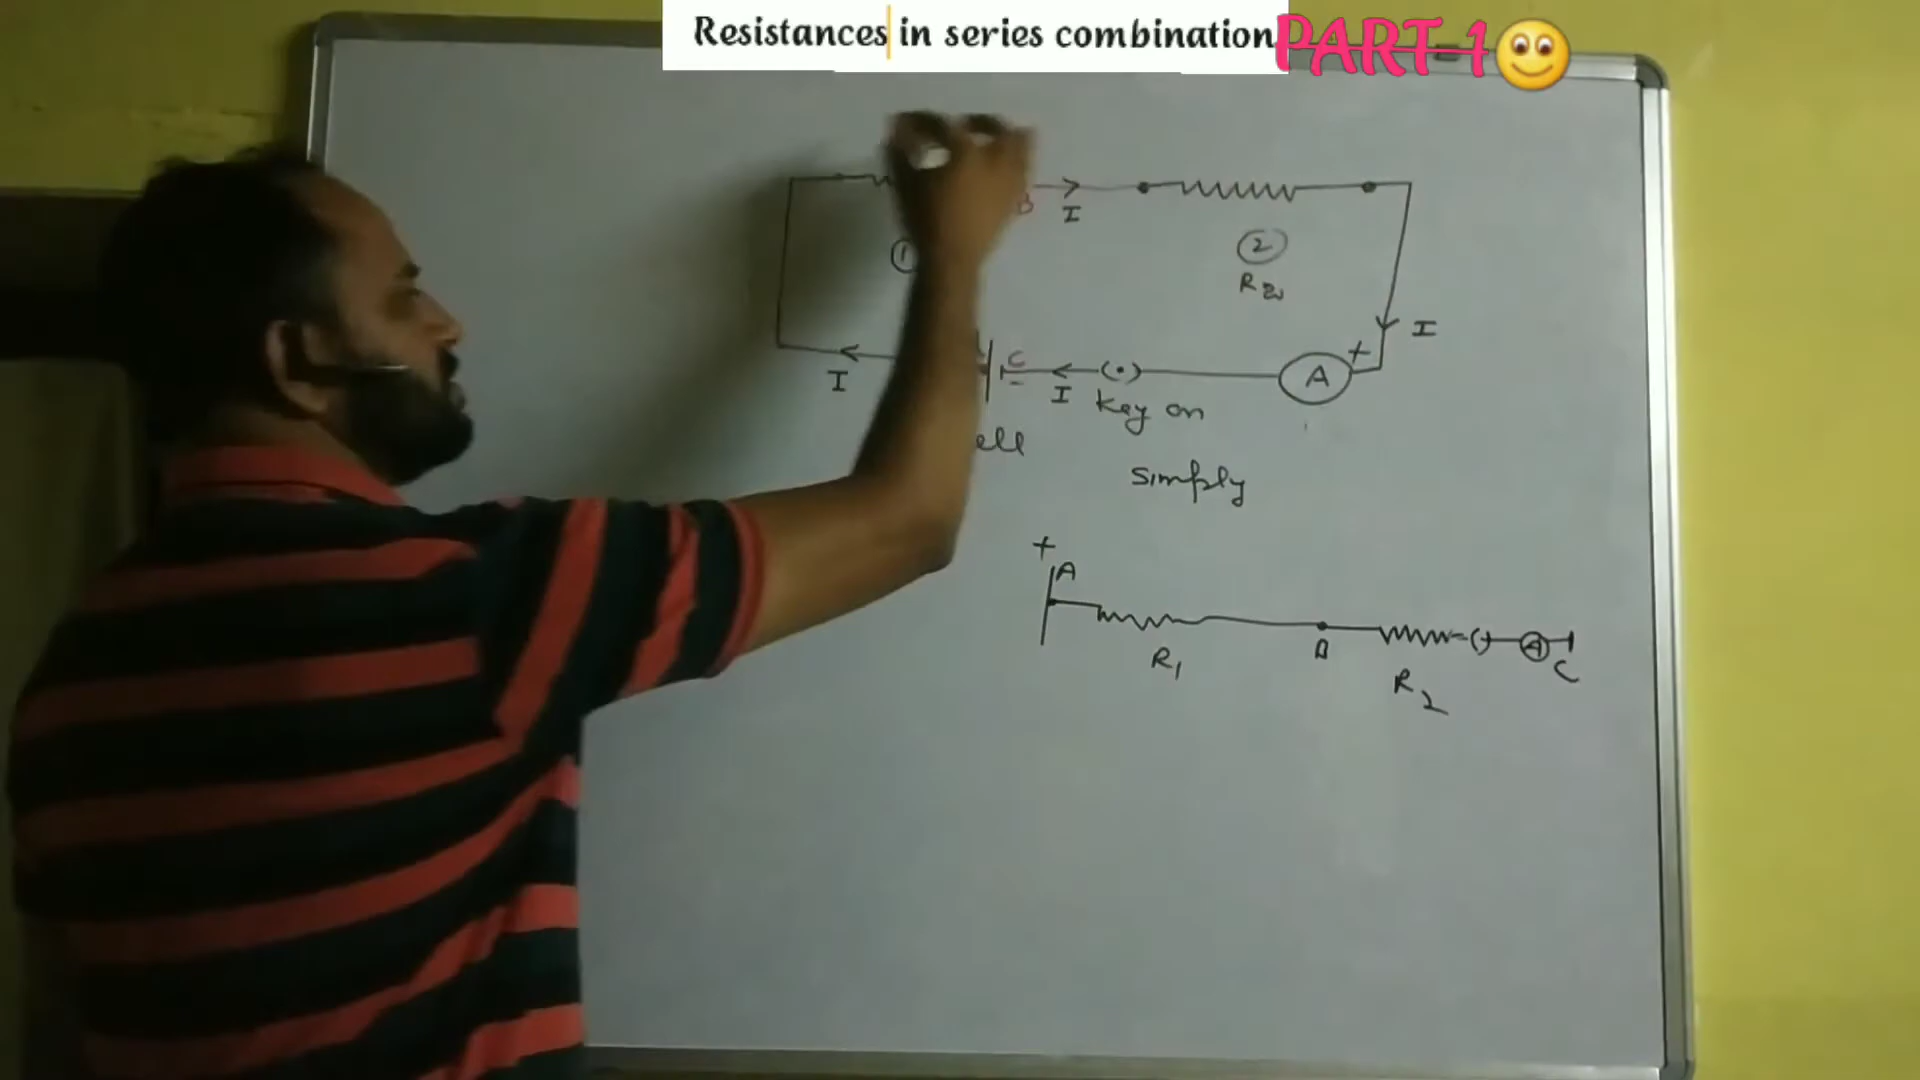 Resistances in series combination PART-1
B I
1 2
R2
I
+
C
A
I - I Key on
ell
Simply
+
A
B
R1 C
R2